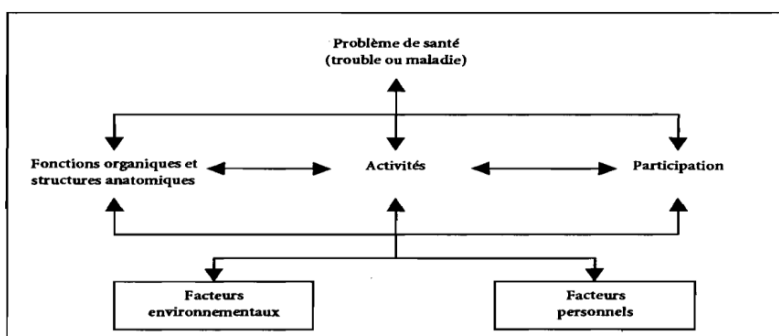 Problème de santé
(trouble ou maladie)
Fonctions organiques et
structures anatomiques
Activités
Participation
Facteurs
environnementaux
Facteurs
personnels